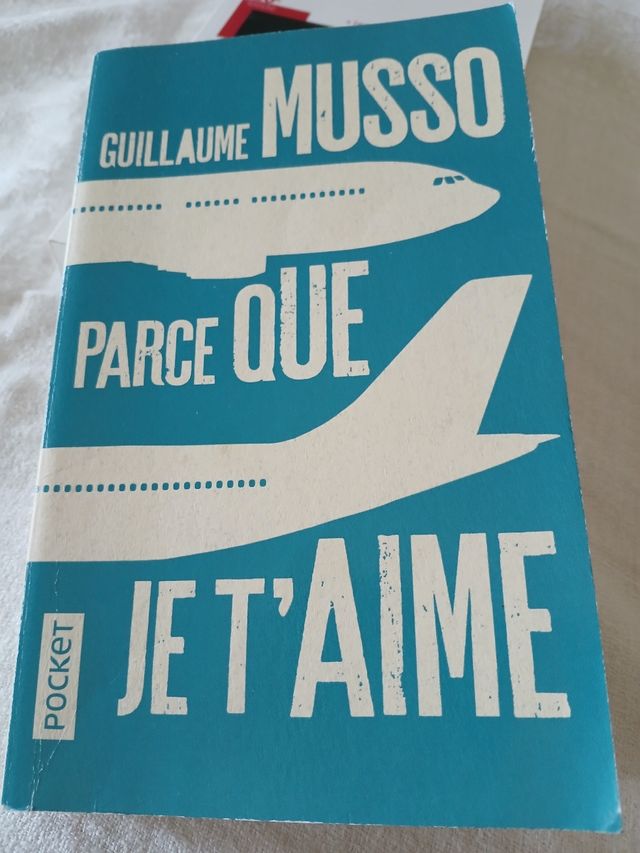 GUILLAUME MUSSO
PARCE QUE
JE T'AIME
POCKET